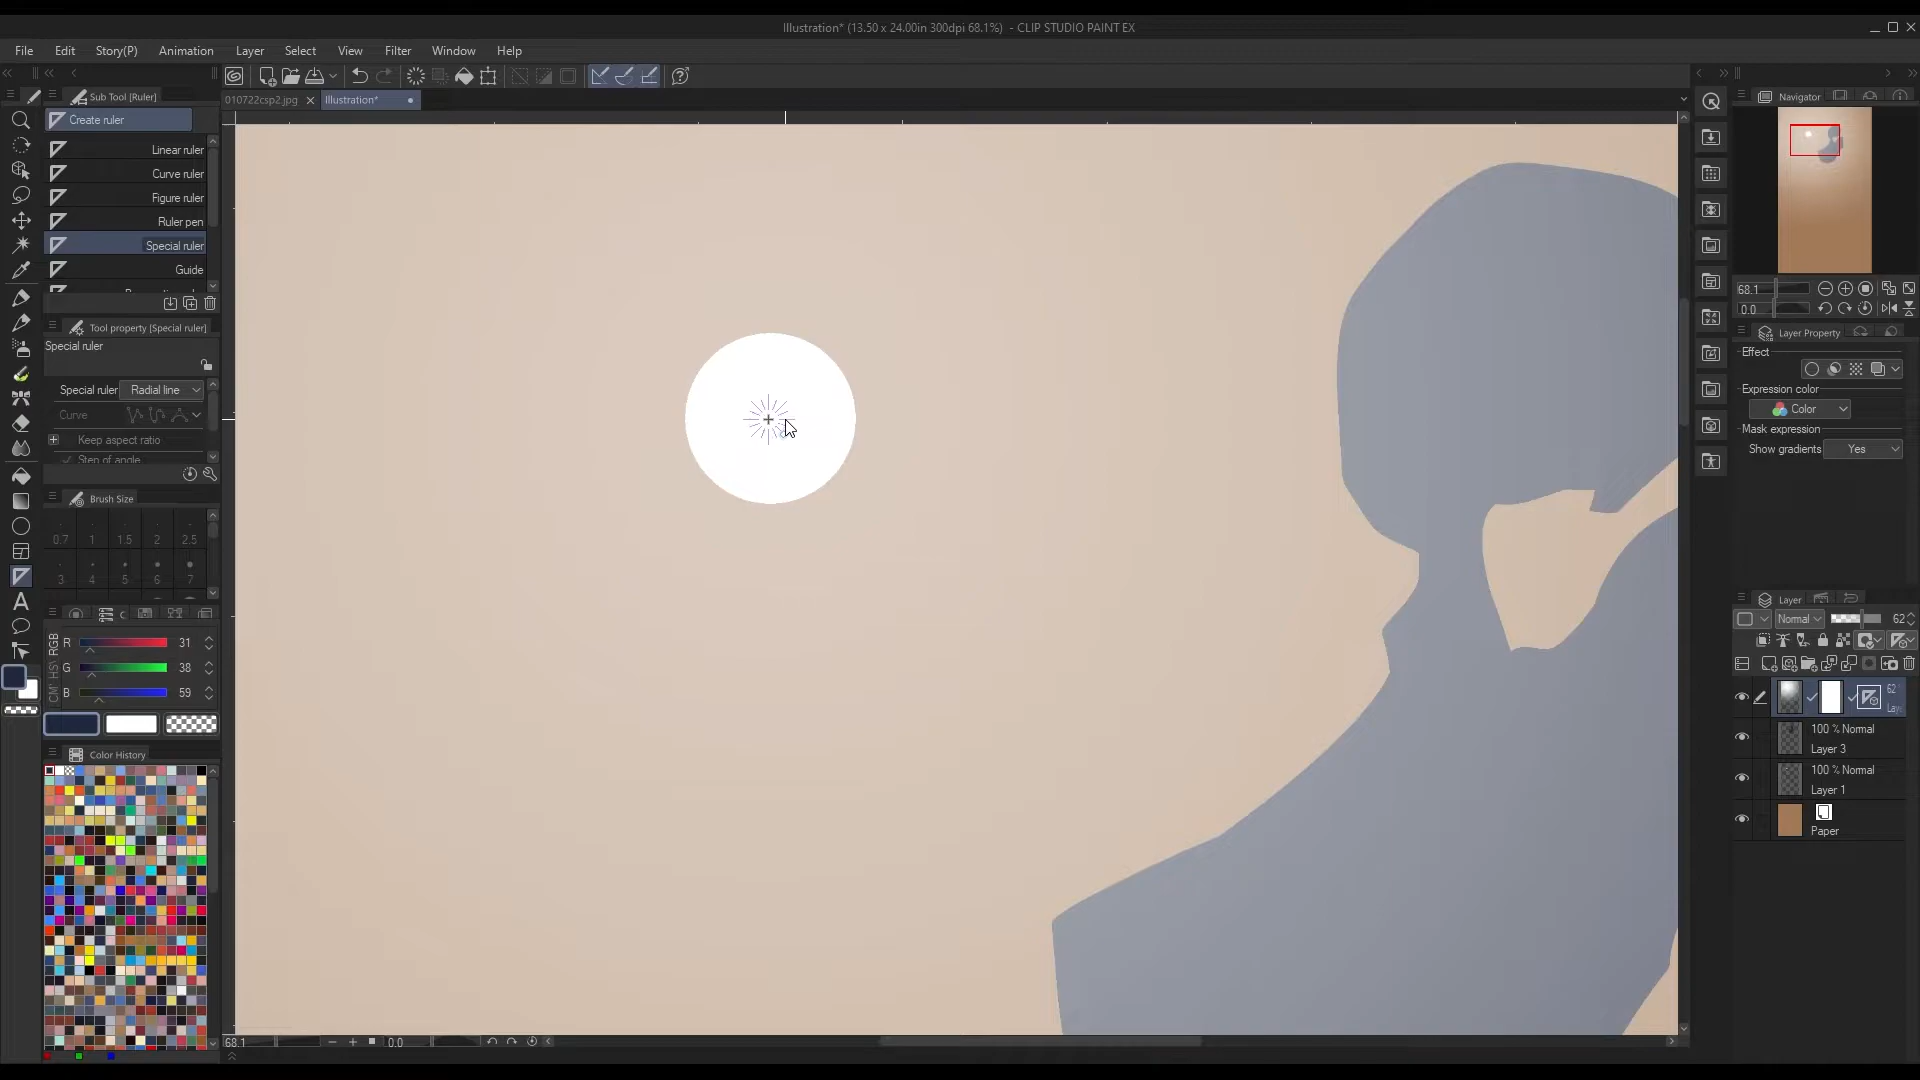 Illustration* (13.50 x 24.00in 300dpi 68.1%) - CLIP STUDIO PAINT EX
File Edit Story(P) Animation Layer Select View Filter Window Help
Sub Tool [Ruler]
010722csp2.jpg
Illustration*
Navigator
Create ruler
Linear ruler
Curve ruler
Figure ruler
Ruler pen
Special ruler
Guide
Tool property [Special ruler]
Special ruler
Special ruler Radial line
Curve
Keep aspect ratio
Step of angle
Brush Size
0.7 1 1.5 2 2.5
3 4 5 6 7
RGB
R 31
G 38
B 59
Color History
68.1
0.0
68.1
0.0
Layer Property
Effect
Expression color
Color
Mask expression
Show gradients Yes
Layer
Normal 62
62
100 % Normal
Layer 3
100 % Normal
Layer 1
Paper